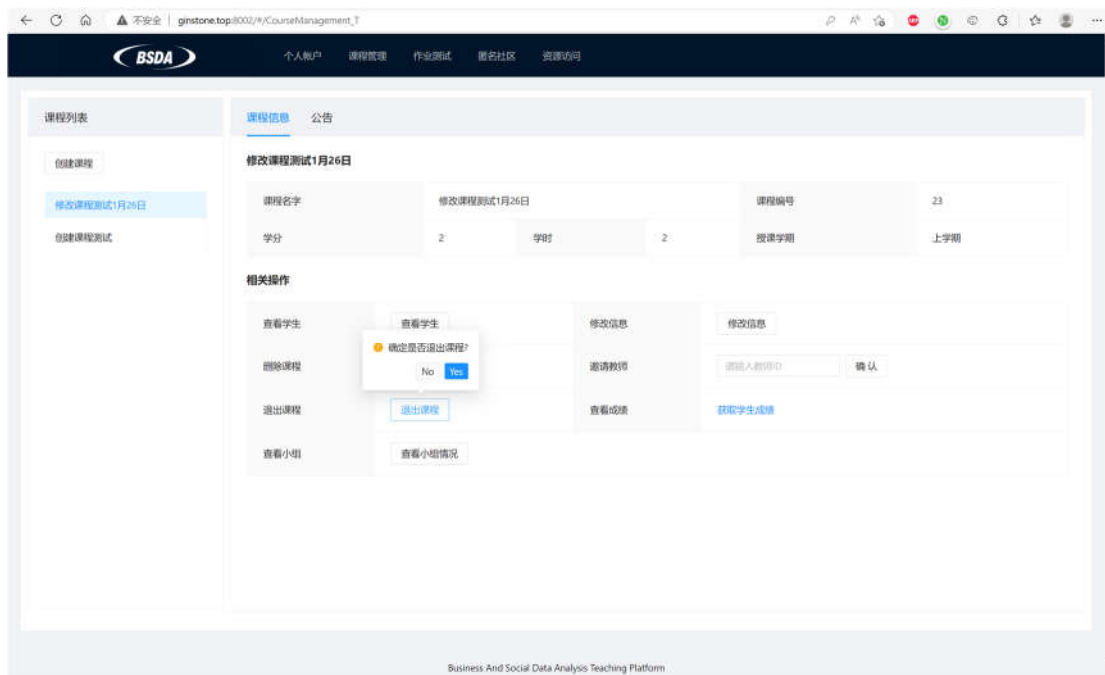 不安全 | ginstone.top:8002/#/CourseManagement_T
BSDA 个人帐户 课程管理 作业测试 匿名社区 资源访问
课程列表
创建课程
修改课程测试1月26日
创建课程测试
课程信息 公告
修改课程测试1月26日
课程名字 修改课程测试1月26日 课程编号 23
学分 2 学时 2 授课学期 上学期
相关操作
查看学生 查看学生 修改信息 修改信息
确定是否退出课程?
No Yes
删除课程 邀请教师 请输入教师ID 确 认
退出课程 退出课程 查看成绩 获取学生成绩
查看小组 查看小组情况
Business And Social Data Analysis Teaching Platform